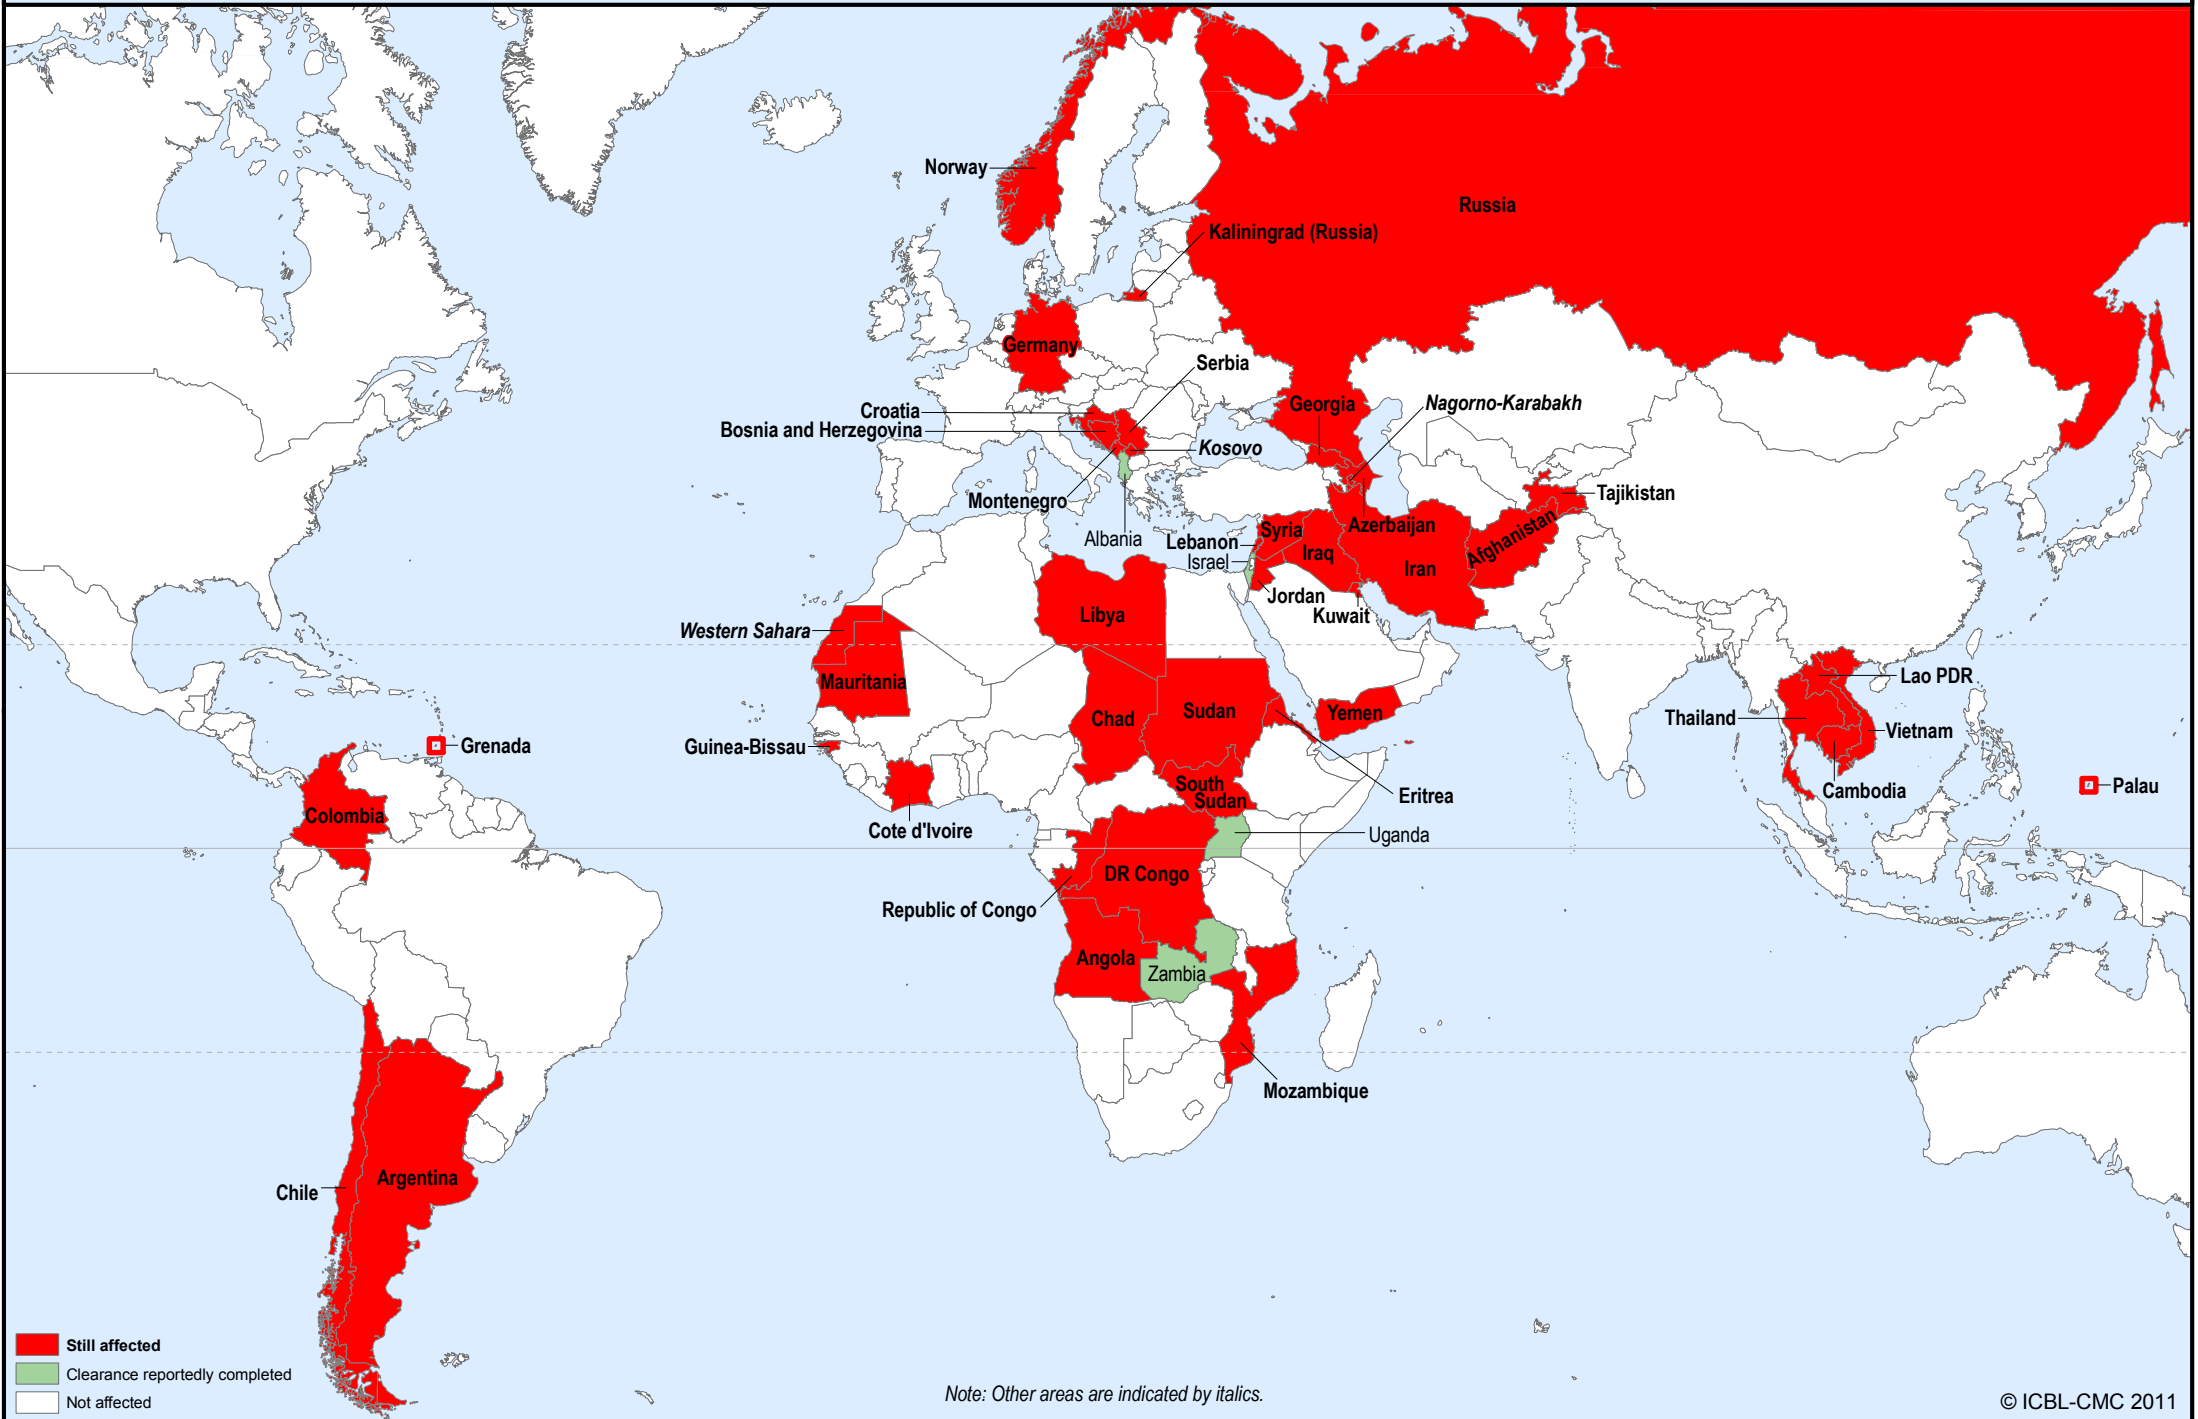 Norway
Russia
Kaliningrad (Russia)
Germany
Serbia
Croatia
Georgia
Nagorno-Karabakh
Bosnia and Herzegovina
Kosovo
Montenegro
Tajikistan
Albania
Syria
Azerbaijan
Afghanistan
Lebanon
Israel
Iraq
Iran
Jordan
Kuwait
Libya
Western Sahara
Mauritania
Lao PDR
Chad
Sudan
Yemen
Thailand
Vietnam
Grenada
Guinea-Bissau
South
Sudan
Eritrea
Cambodia
Palau
Colombia
Cote d'Ivoire
Uganda
DR Congo
Republic of Congo
Angola
Zambia
Mozambique
Argentina
Chile
Still affected
Clearance reportedly completed
Not affected
Note: Other areas are indicated by italics.
© ICBL-CMC 2011